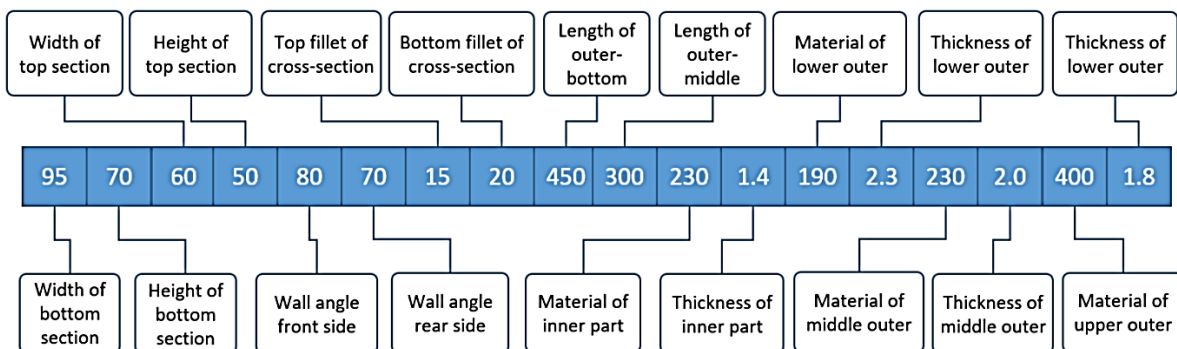 Width of
top section
Height of
top section
Top fillet of
cross-section
Bottom fillet of
cross-section
Length of
outer-
bottom
Length of
outer-
middle
Material of
lower outer
Thickness of
lower outer
Thickness of
lower outer
95 70 60 50 80 70 15 20 450 300 230 1.4 190 2.3 230 2.0 400 1.8
Width of
bottom
section
Height of
bottom
section
Wall angle
front side
Wall angle
rear side
Material of
inner part
Thickness of
inner part
Material of
middle outer
Thickness of
middle outer
Material of
upper outer